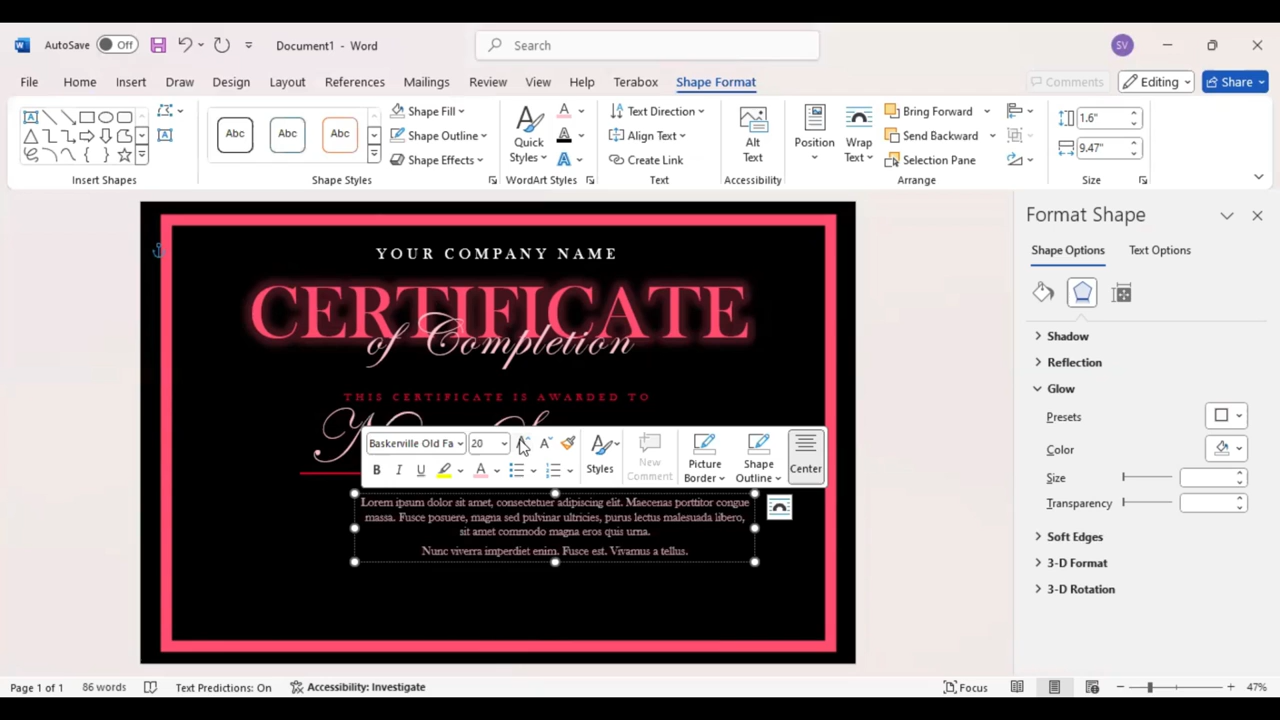 AutoSave Off Document1 - Word Search SV
File Home Insert Draw Design Layout References Mailings Review View Help Terabox Shape Format Comments Editing Share
Shape Fill
Shape Outline
Shape Effects
Abc Abc Abc
Quick
Styles
Text Direction
Align Text
Create Link
Alt
Text
Position
Wrap
Text
Bring Forward
Send Backward
Selection Pane
1.6"
9.47"
Insert Shapes Shape Styles WordArt Styles Text Accessibility Arrange Size
YOUR COMPANY NAME
CERTIFICATE
of Completion
THIS CERTIFICATE IS AWARDED TO
Baskerville Old Fa 20
Styles
New
Comment
Picture
Border
Shape
Outline
Center
Lorem ipsum dolor sit amet, consectetuer adipiscing elit. Maecenas porttitor congue
massa. Fusce posuere, magna sed pulvinar ultricies, purus lectus malesuada libero,
sit amet commodo magna eros quis urna.
Nunc viverra imperdiet enim. Fusce est. Vivamus a tellus.
Format Shape
Shape Options Text Options
Shadow
Reflection
Glow
Presets
Color
Size
Transparency
Soft Edges
3-D Format
3-D Rotation
Page 1 of 1 86 words Text Predictions: On Accessibility: Investigate Focus 47%